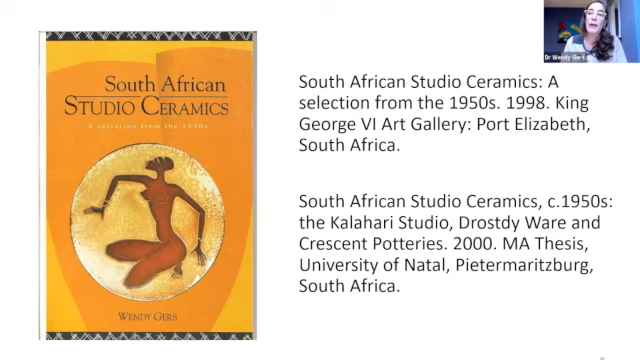 South African
STUDIO CERAMICS
A selection from the 1950s
WENDY GERS
South African Studio Ceramics: A
selection from the 1950s. 1998. King
George VI Art Gallery: Port Elizabeth,
South Africa.
South African Studio Ceramics, c.1950s:
the Kalahari Studio, Drostdy Ware and
Crescent Potteries. 2000. MA Thesis,
University of Natal, Pietermaritzburg,
South Africa.
Dr Wendy Gers